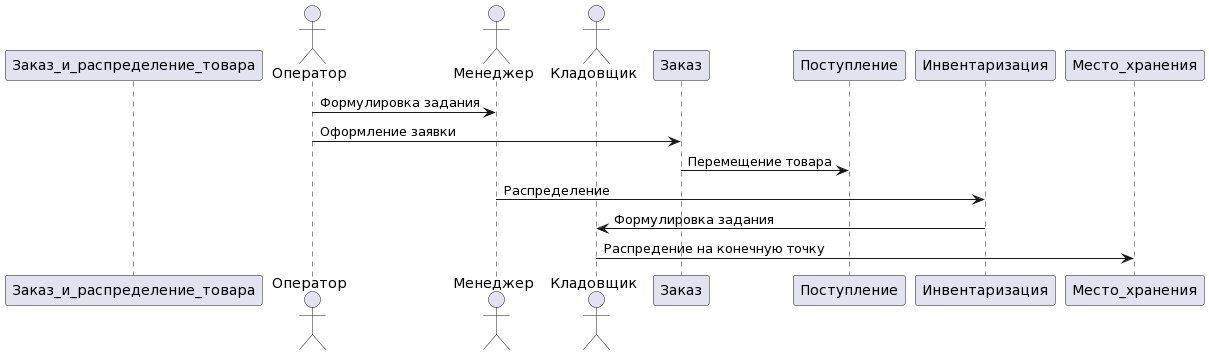 Заказ_и_распределение_товара
Оператор
Менеджер
Кладовщик
Заказ
Поступление
Инвентаризация
Место_хранения
Формулировка задания
Оформление заявки
Перемещение товара
Распределение
Формулировка задания
Распредение на конечную точку
Заказ_и_распределение_товара
Оператор
Менеджер
Кладовщик
Заказ
Поступление
Инвентаризация
Место_хранения